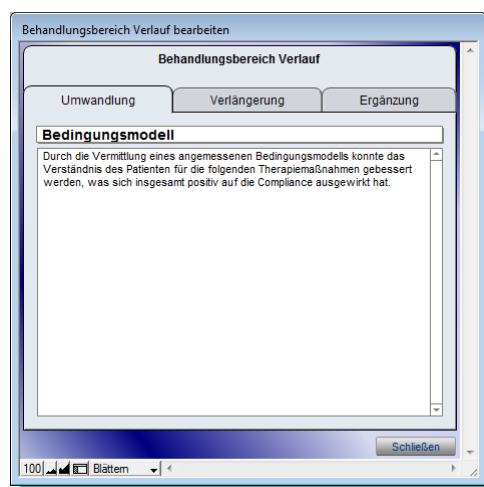 Behandlungsbereich Verlauf bearbeiten
Behandlungsbereich Verlauf
Umwandlung
Verlängerung
Ergänzung
Bedingungsmodell
Durch die Vermittlung eines angemessenen Bedingungsmodells konnte das
Verständnis des Patienten für die folgenden Therapiemaßnahmen gebessert
werden, was sich insgesamt positiv auf die Compliance ausgewirkt hat.
Schließen
100
Blättern